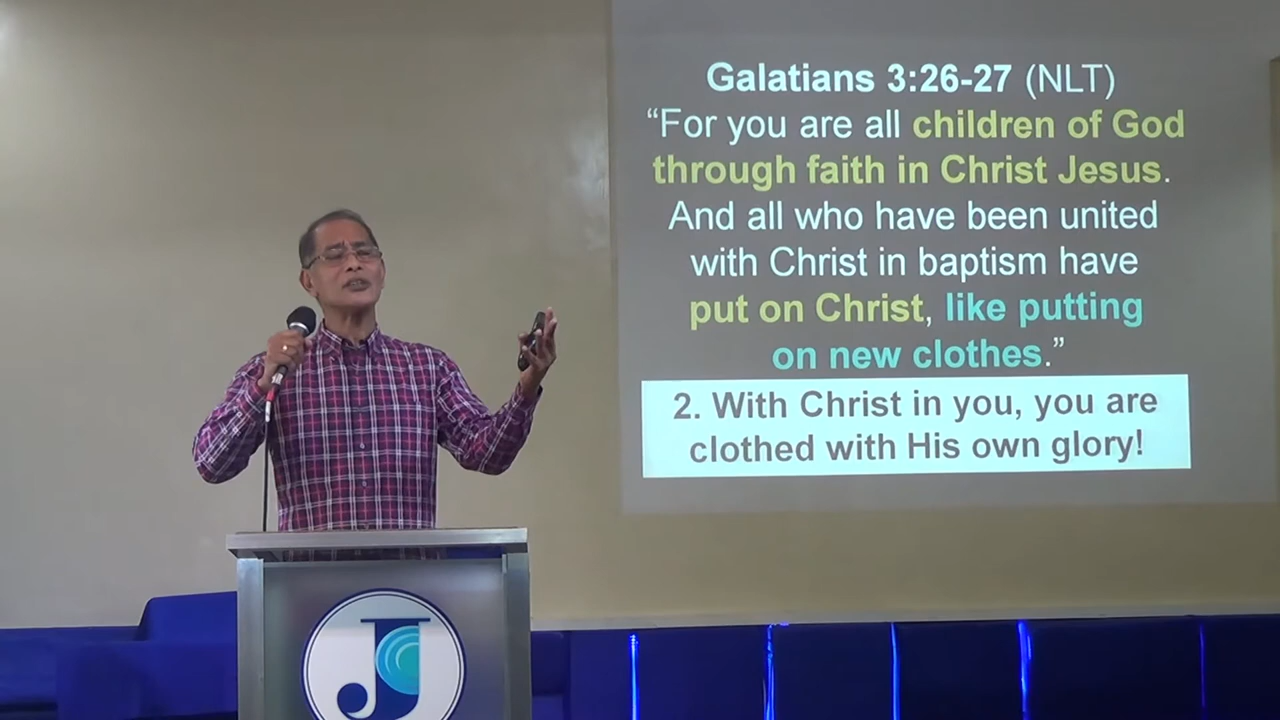 Galatians 3:26-27 (NLT)
“For you are all children of God
through faith in Christ Jesus.
And all who have been united
with Christ in baptism have
put on Christ, like putting
on new clothes.”
2. With Christ in you, you are
clothed with His own glory!
J